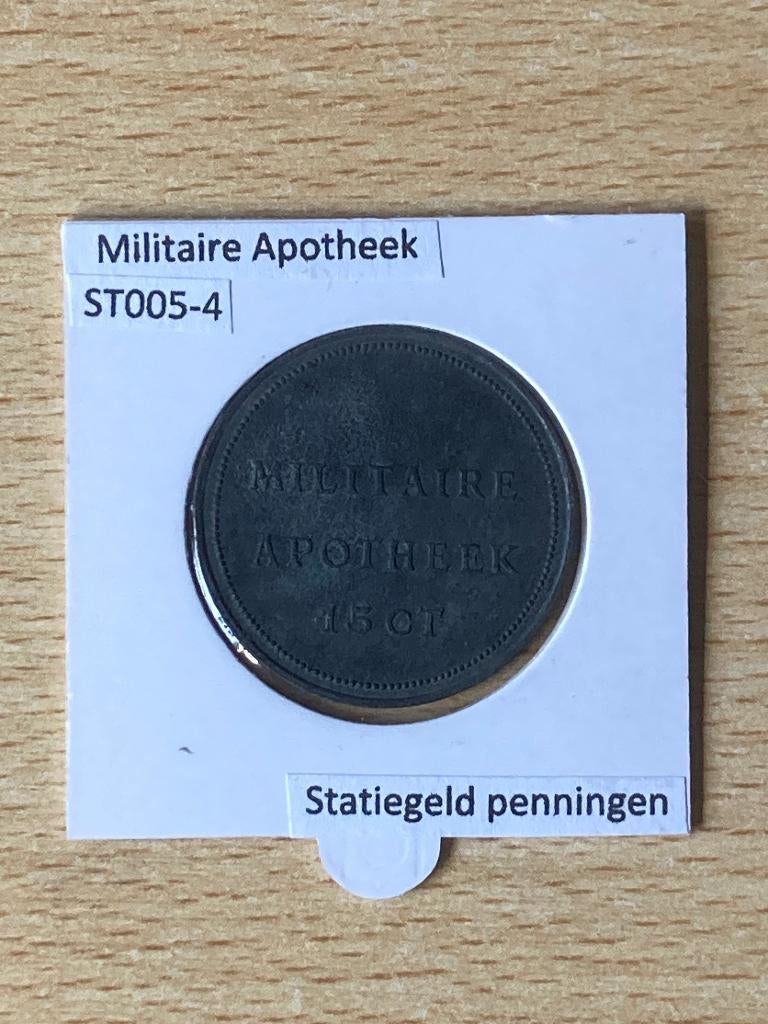 Militaire Apotheek
ST005-4
MILITAIRE
APOTHEEK
15 CT
Statiegeld penningen